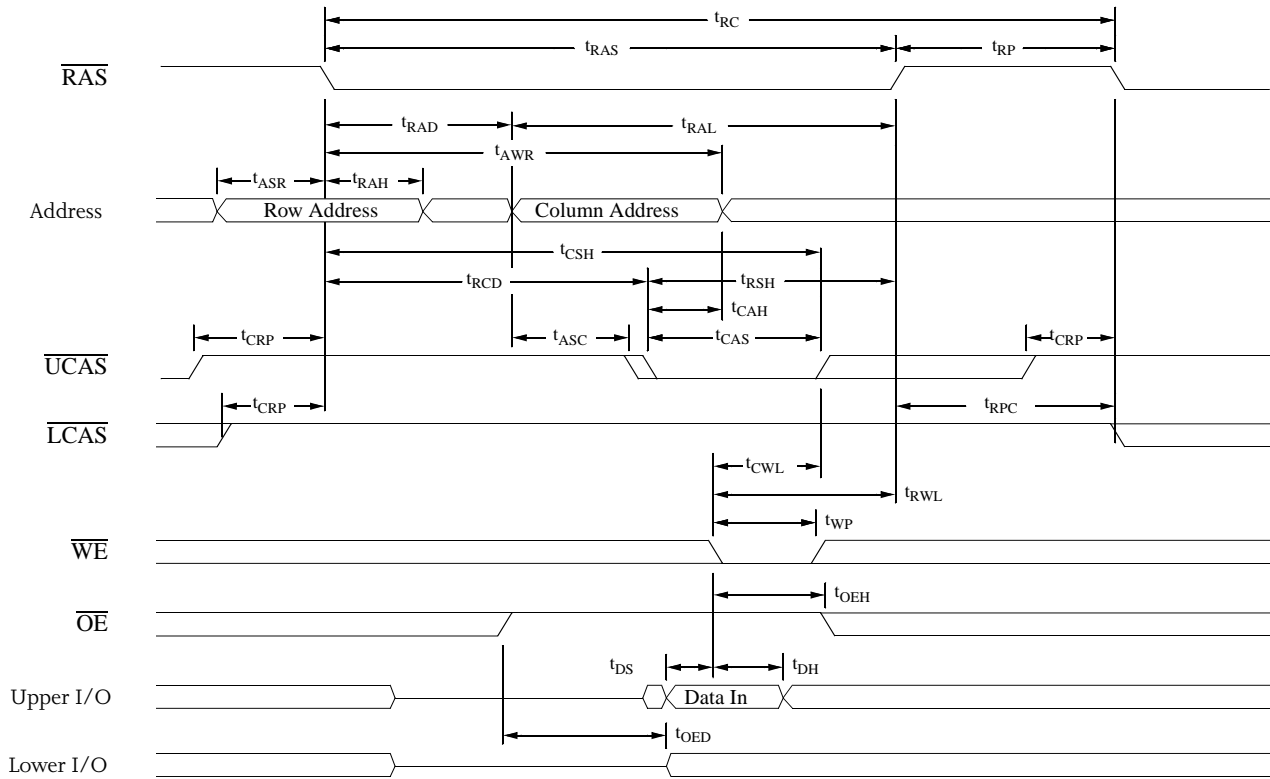 tRC
tRAS
tRP
RAS
tRAD
tRAL
tAWR
tASR
tRAH
Address
Row Address
Column Address
tCSH
tRCD
tRSH
tCAH
tCRP
tASC
tCAS
tCRP
UCAS
tCRP
tRPC
LCAS
tCWL
tRWL
tWP
WE
tOEH
OE
tDS
tDH
Upper I/O
Data In
tOED
Lower I/O